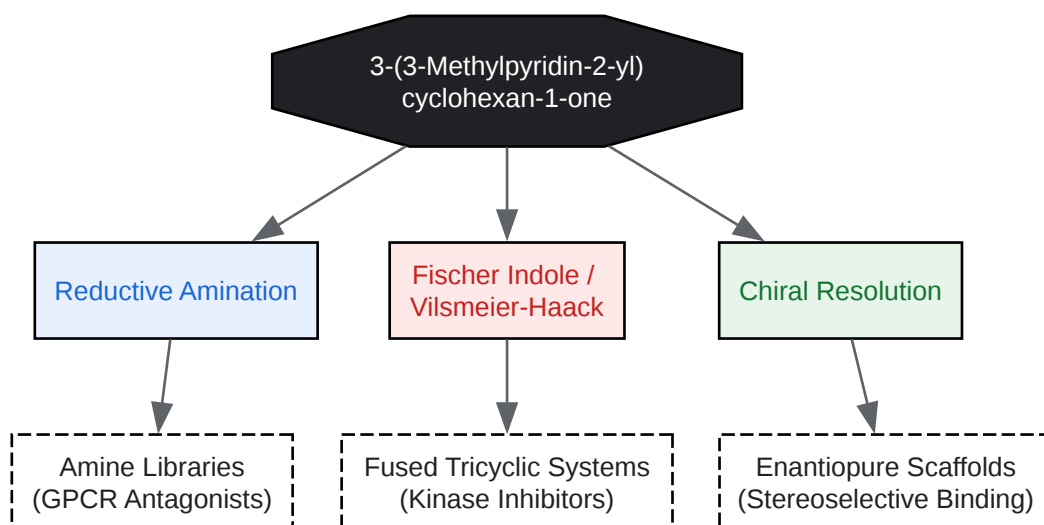 3-(3-Methylpyridin-2-yl)
cyclohexan-1-one
Reductive Amination
Fischer Indole /
Vilsmeier-Haack
Chiral Resolution
Amine Libraries
(GPCR Antagonists)
Fused Tricyclic Systems
(Kinase Inhibitors)
Enantiopure Scaffolds
(Stereoselective Binding)